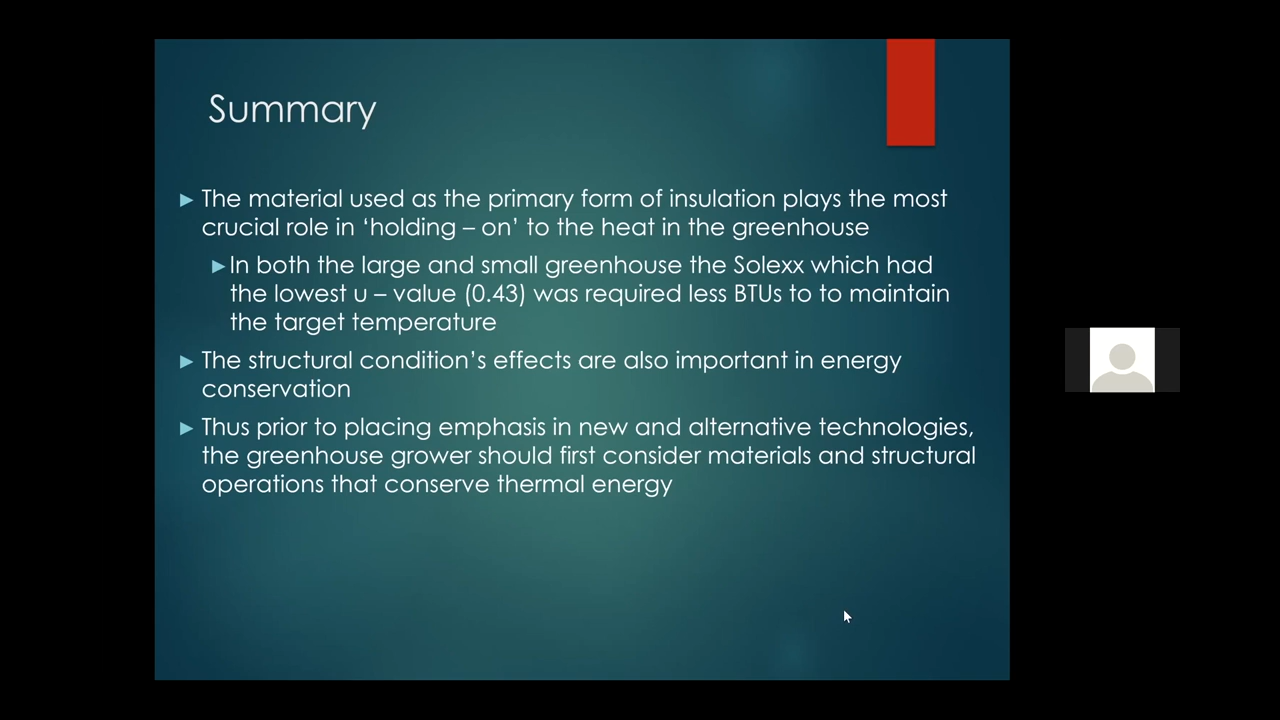 Summary
The material used as the primary form of insulation plays the most
crucial role in ‘holding – on’ to the heat in the greenhouse
In both the large and small greenhouse the Solexx which had
the lowest u – value (0.43) was required less BTUs to to maintain
the target temperature
The structural condition’s effects are also important in energy
conservation
Thus prior to placing emphasis in new and alternative technologies,
the greenhouse grower should first consider materials and structural
operations that conserve thermal energy